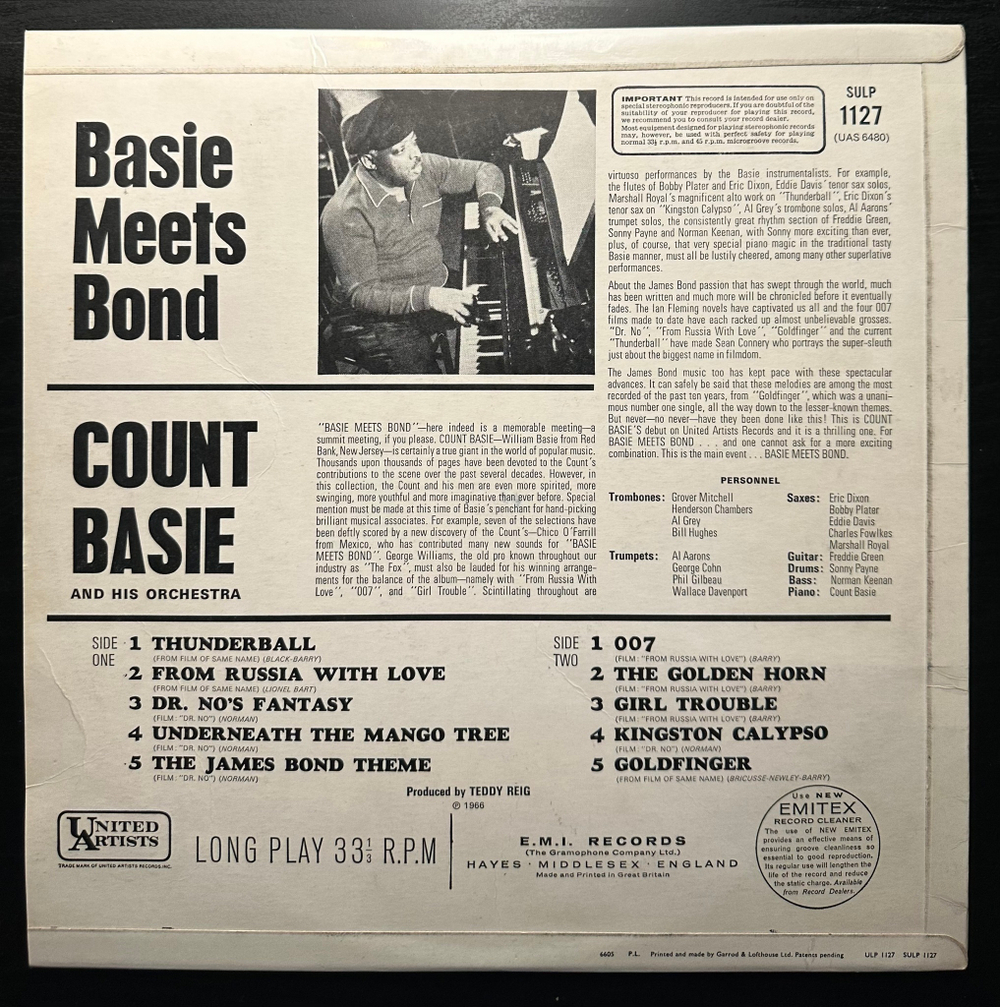 Basie
Meets
Bond
COUNT
BASIE
AND HIS ORCHESTRA
IMPORTANT This record is intended for use only on
special stereophonic reproducers. If you are doubtful of the
suitability of your reproducer for playing this record,
we recommend you to consult your record dealer.
Most equipment designed for playing stereophonic records
may, however, be used with perfect safety for playing
normal 33⅓ r.p.m. and 45 r.p.m. microgroove records.
SULP
1127
(UAS 6480)
"BASIE MEETS BOND"—here indeed is a memorable meeting—a
summit meeting, if you please. COUNT BASIE—William Basie from Red
Bank, New Jersey—is certainly a true giant in the world of popular music.
Thousands upon thousands of pages have been devoted to the Count's
contributions to the scene over the past several decades. However, in
this collection, the Count and his men are even more spirited, more
swinging, more youthful and more imaginative than ever before. Special
mention must be made at this time of Basie's penchant for hand-picking
brilliant musical associates. For example, seven of the selections have
been deftly scored by a new discovery of the Count's—Chico O'Farrill
from Mexico, who has contributed many new sounds for "BASIE
MEETS BOND". George Williams, the old pro known throughout our
industry as "The Fox", must also be lauded for his winning arrange-
ments for the balance of the album—namely with "From Russia With
Love", "007", and "Girl Trouble". Scintillating throughout are
virtuoso performances by the Basie instrumentalists. For example,
the flutes of Bobby Plater and Eric Dixon, Eddie Davis' tenor sax solos,
Marshall Royal's magnificent alto work on "Thunderball", Eric Dixon's
tenor sax on "Kingston Calypso", Al Grey's trombone solos, Al Aarons'
trumpet solos, the consistently great rhythm section of Freddie Green,
Sonny Payne and Norman Keenan, with Sonny more exciting than ever,
plus, of course, that very special piano magic in the traditional tasty
Basie manner, must all be lustily cheered, among many other superlative
performances.
About the James Bond passion that has swept through the world, much
has been written and much more will be chronicled before it eventually
fades. The Ian Fleming novels have captivated us all and the four 007
films made to date have each racked up almost unbelievable grosses.
"Dr. No", "From Russia With Love", "Goldfinger" and the current
"Thunderball" have made Sean Connery who portrays the super-sleuth
just about the biggest name in filmdom.
The James Bond music too has kept pace with these spectacular
advances. It can safely be said that these melodies are among the most
recorded of the past ten years, from "Goldfinger", which was a unani-
mous number one single, all the way down to the lesser-known themes.
But never—no never—have they been done like this! This is COUNT
BASIE'S debut on United Artists Records and it is a thrilling one. For
BASIE MEETS BOND . . . and one cannot ask for a more exciting
combination. This is the main event . . . BASIE MEETS BOND.
PERSONNEL
Trombones: Grover Mitchell
Henderson Chambers
Al Grey
Bill Hughes
Trumpets: Al Aarons
George Cohn
Phil Gilbeau
Wallace Davenport
Saxes: Eric Dixon
Bobby Plater
Eddie Davis
Charles Fowlkes
Marshall Royal
Guitar: Freddie Green
Drums: Sonny Payne
Bass: Norman Keenan
Piano: Count Basie
SIDE ONE
1 THUNDERBALL
(FROM FILM OF SAME NAME) (BLACK-BARRY)
2 FROM RUSSIA WITH LOVE
(FROM FILM OF SAME NAME) (LIONEL BART)
3 DR. NO'S FANTASY
(FILM: "DR. NO") (NORMAN)
4 UNDERNEATH THE MANGO TREE
(FILM: "DR. NO") (NORMAN)
5 THE JAMES BOND THEME
(FILM: "DR. NO") (NORMAN)
SIDE TWO
1 007
(FILM: "FROM RUSSIA WITH LOVE") (BARRY)
2 THE GOLDEN HORN
(FILM: "FROM RUSSIA WITH LOVE") (BARRY)
3 GIRL TROUBLE
(FILM: "FROM RUSSIA WITH LOVE") (BARRY)
4 KINGSTON CALYPSO
(FILM: "DR. NO") (NORMAN)
5 GOLDFINGER
(FROM FILM OF SAME NAME) (BRICUSSE-NEWLEY-BARRY)
Produced by TEDDY REIG
℗ 1966
UNITED
ARTISTS
TRADE MARK OF UNITED ARTISTS RECORDS INC.
LONG PLAY 33⅓ R.P.M
E.M.I. RECORDS
(The Gramophone Company Ltd.)
HAYES · MIDDLESEX · ENGLAND
Made and Printed in Great Britain
Use NEW
EMITEX
RECORD CLEANER
The use of NEW EMITEX
provides an effective means of
ensuring groove cleanliness so
essential to good reproduction.
Its regular use will lengthen the
life of the record and reduce
the static charge. Available
from Record Dealers.
6605 P.L. Printed and made by Garrod & Lofthouse Ltd. Patents pending ULP 1127 SULP 1127